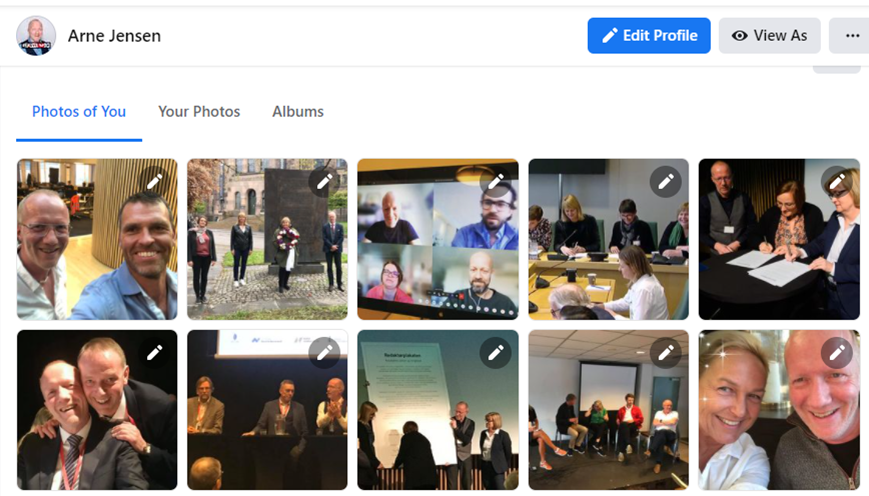 Arne Jensen
Edit Profile
View As
Photos of You
Your Photos
Albums